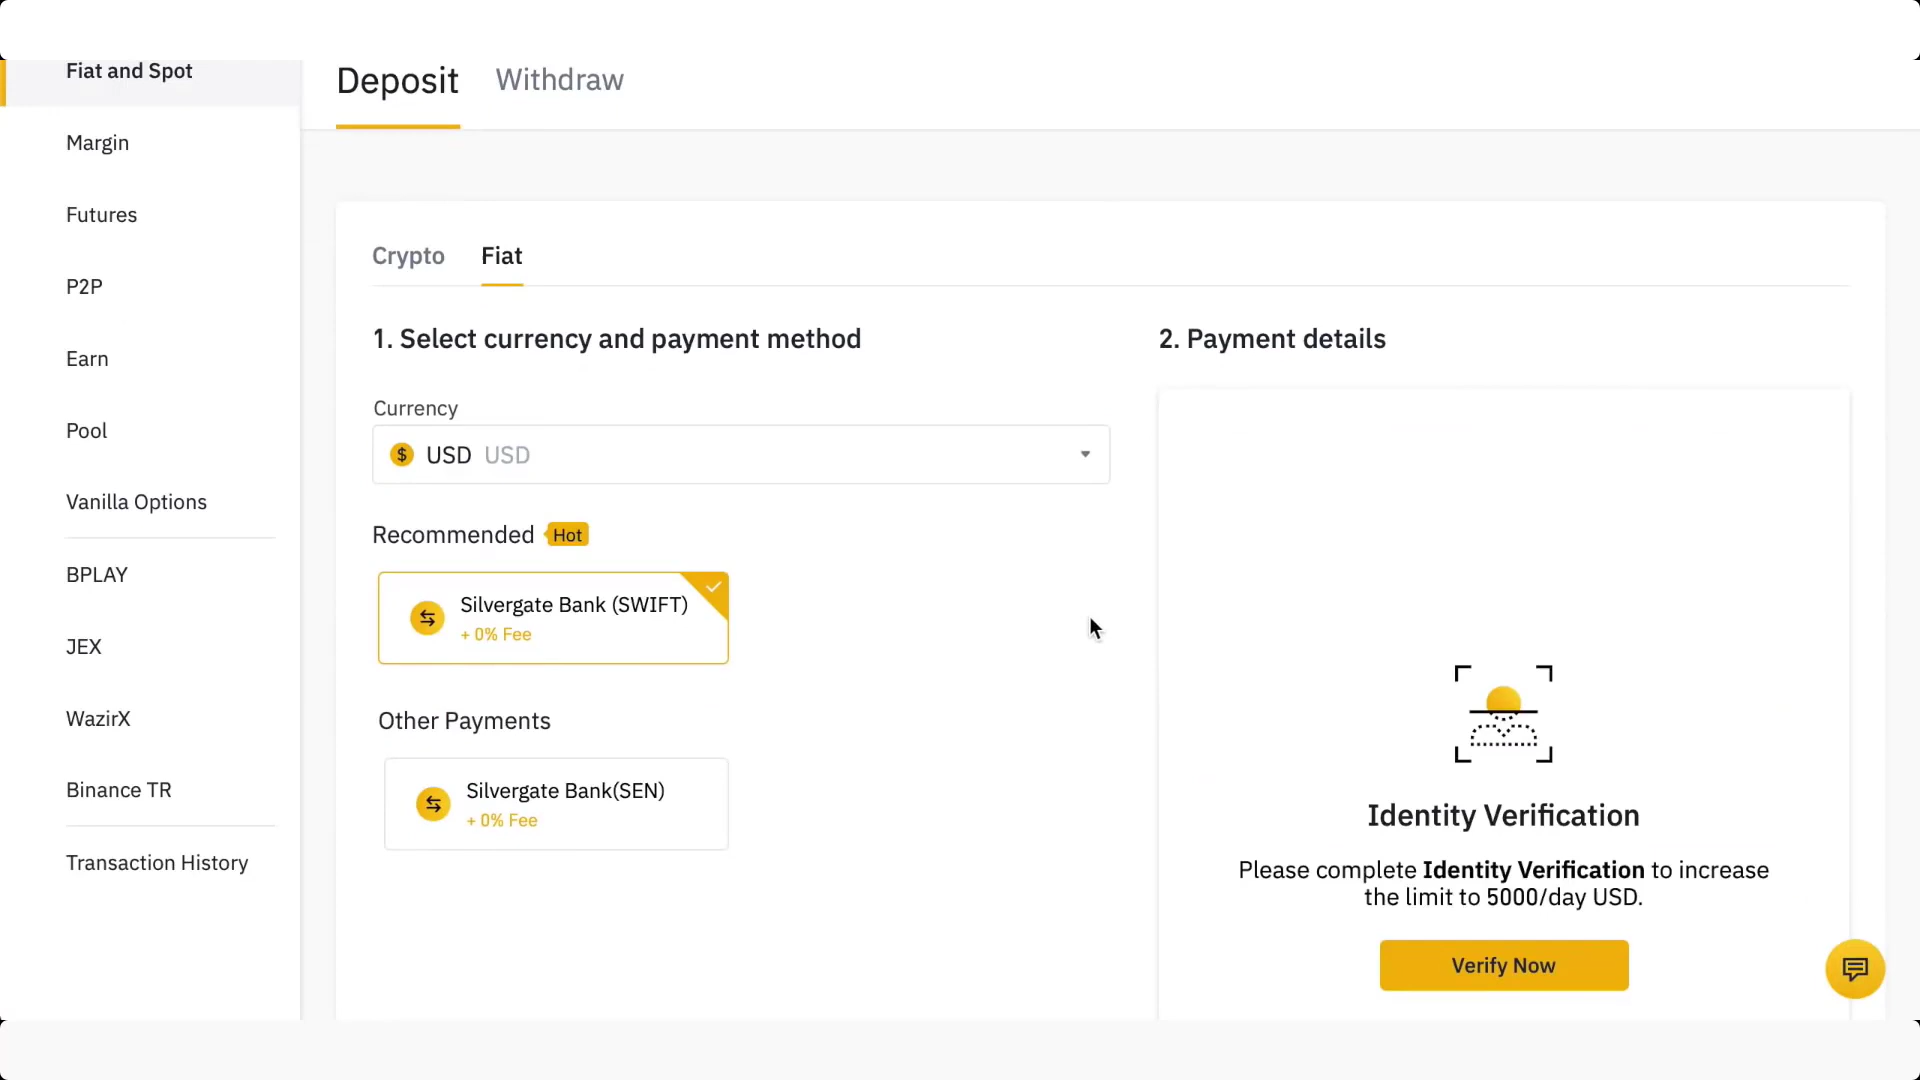 Fiat and Spot
Margin
Futures
P2P
Earn
Pool
Vanilla Options
BPLAY
JEX
WazirX
Binance TR
Transaction History
Deposit Withdraw
Crypto Fiat
1. Select currency and payment method
Currency
$ USD USD
Recommended Hot
Silvergate Bank (SWIFT)
+ 0% Fee
Other Payments
Silvergate Bank(SEN)
+ 0% Fee
2. Payment details
Identity Verification
Please complete Identity Verification to increase
the limit to 5000/day USD.
Verify Now